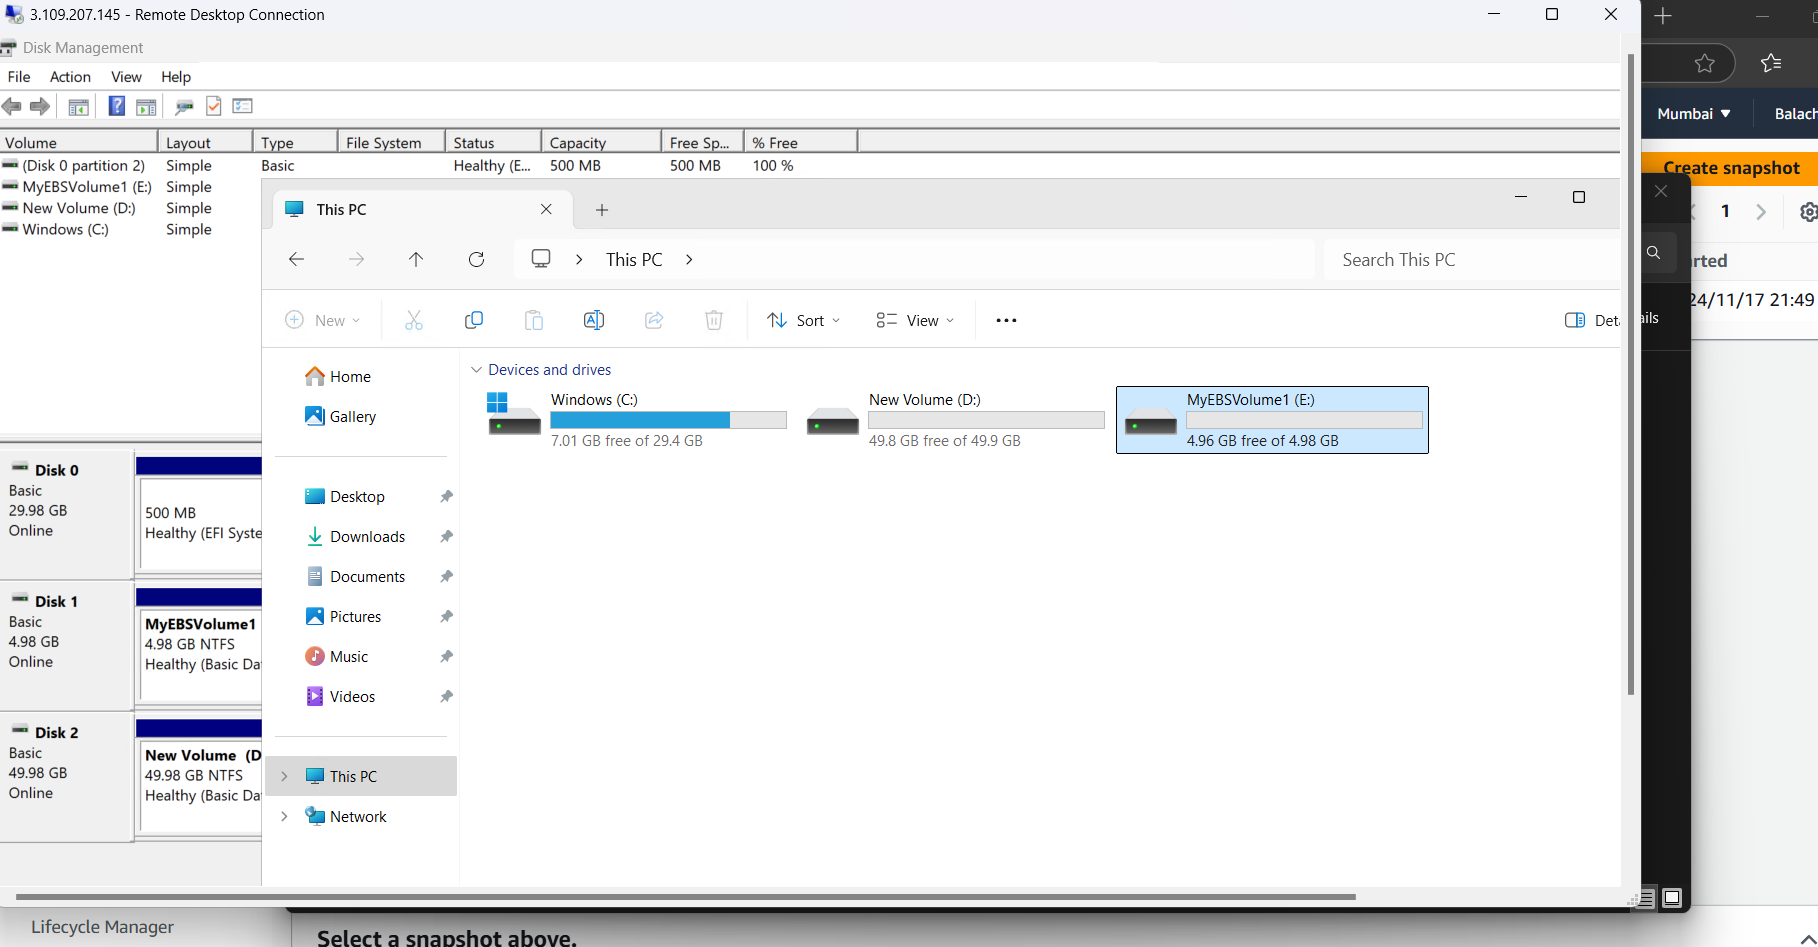 3.109.207.145 - Remote Desktop Connection
Disk Management
File Action View Help
Volume Layout Type File System Status Capacity Free Sp... % Free
(Disk 0 partition 2) Simple Basic Healthy (E... 500 MB 500 MB 100 %
MyEBSVolume1 (E:) Simple
New Volume (D:) Simple
Windows (C:) Simple
This PC
This PC
Search This PC
New
Sort
View
Deta
Home
Gallery
Desktop
Downloads
Documents
Pictures
Music
Videos
This PC
Network
Devices and drives
Windows (C:)
7.01 GB free of 29.4 GB
New Volume (D:)
49.8 GB free of 49.9 GB
MyEBSVolume1 (E:)
4.96 GB free of 4.98 GB
Disk 0
Basic
29.98 GB
Online
500 MB
Healthy (EFI Syste
Disk 1
Basic
4.98 GB
Online
MyEBSVolume1
4.98 GB NTFS
Healthy (Basic Da
Disk 2
Basic
49.98 GB
Online
New Volume (D
49.98 GB NTFS
Healthy (Basic Da
Mumbai
Balach
Create snapshot
1
rted
24/11/17 21:49
ails
Lifecycle Manager
Select a snapshot above.